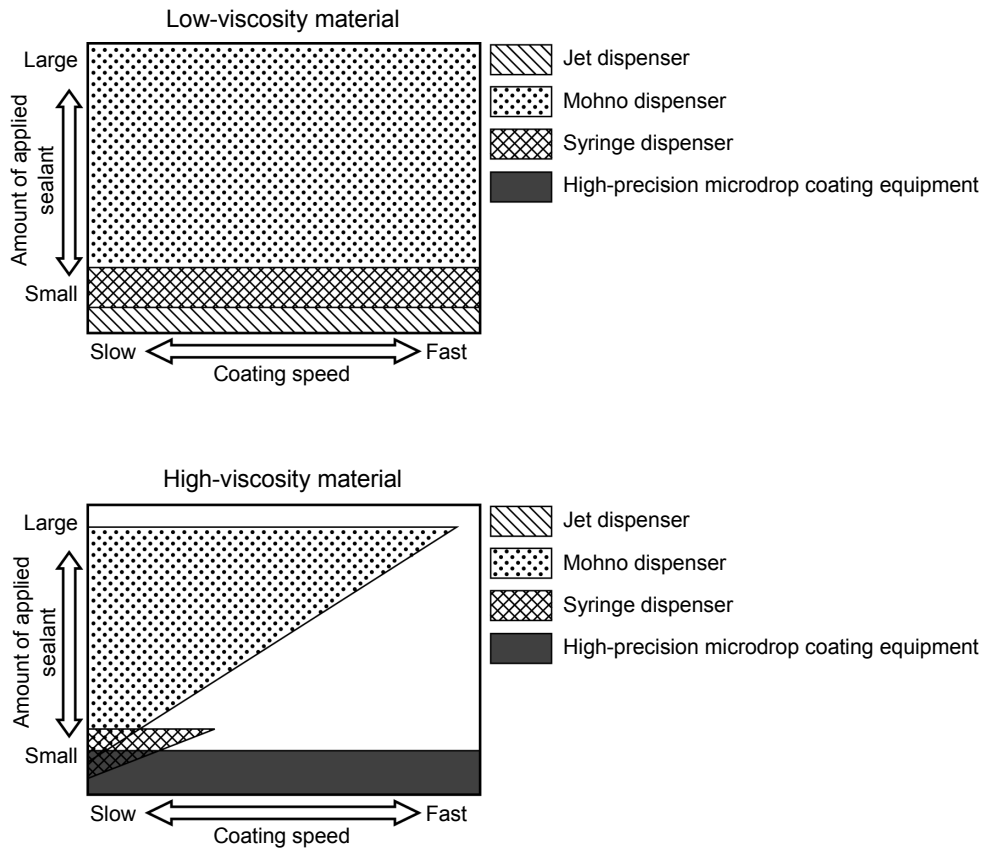 Low-viscosity material
Large
Amount of applied
sealant
Small
Slow
Fast
Coating speed
Jet dispenser
Mohno dispenser
Syringe dispenser
High-precision microdrop coating equipment
High-viscosity material
Large
Amount of applied
sealant
Small
Slow
Fast
Coating speed
Jet dispenser
Mohno dispenser
Syringe dispenser
High-precision microdrop coating equipment